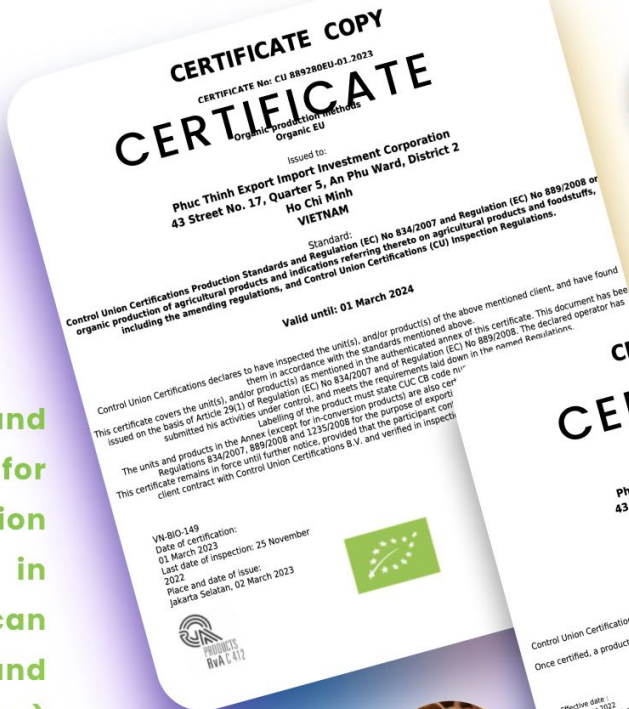 CERTIFICATE COPY
CERTIFICATE No: CU 889280EU-01.2023
CERTIFICATE
Organic production methods
Organic EU
Issued to:
Phuc Thinh Export Import Investment Corporation
43 Street No. 17, Quarter 5, An Phu Ward, District 2
Ho Chi Minh
VIETNAM
Standard:
Control Union Certifications Production Standards and Regulation (EC) No 834/2007 and Regulation (EC) No 889/2008 on
organic production of agricultural products and indications referring thereto on agricultural products and foodstuffs,
including the amending regulations, and Control Union Certifications (CU) Inspection Regulations.
Valid until: 01 March 2024
Control Union Certifications declares to have inspected the unit(s), and/or product(s) of the above mentioned client, and have found
them in accordance with the standards mentioned above.
This certificate covers the unit(s), and/or product(s) as mentioned in the authenticated annex of this certificate. This document has bee
issued on the basis of Article 29(1) of Regulation (EC) No 834/2007 and of Regulation (EC) No 889/2008. The declared operator has
submitted his activities under control, and meets the requirements laid down in the named Regulations.
Labelling of the product must state CUC CB code nu
The units and products in the Annex (except for in-conversion products) are also cer
Regulations 834/2007, 889/2008 and 1235/2008 for the purpose of export
This certificate remains in force until further notice, provided that the participant con
client contract with Control Union Certifications B.V. and verified in inspecti
VN-BIO-149
Date of certification:
01 March 2023
Last date of inspection: 25 November
2022
Place and date of issue:
Jakarta Selatan, 02 March 2023
PRODUCTS
RvA C 412
and
for
ion
in
can
and
CE
CER
Ph
43
Control Union Certification
Once certified, a product
Effective date :
2022